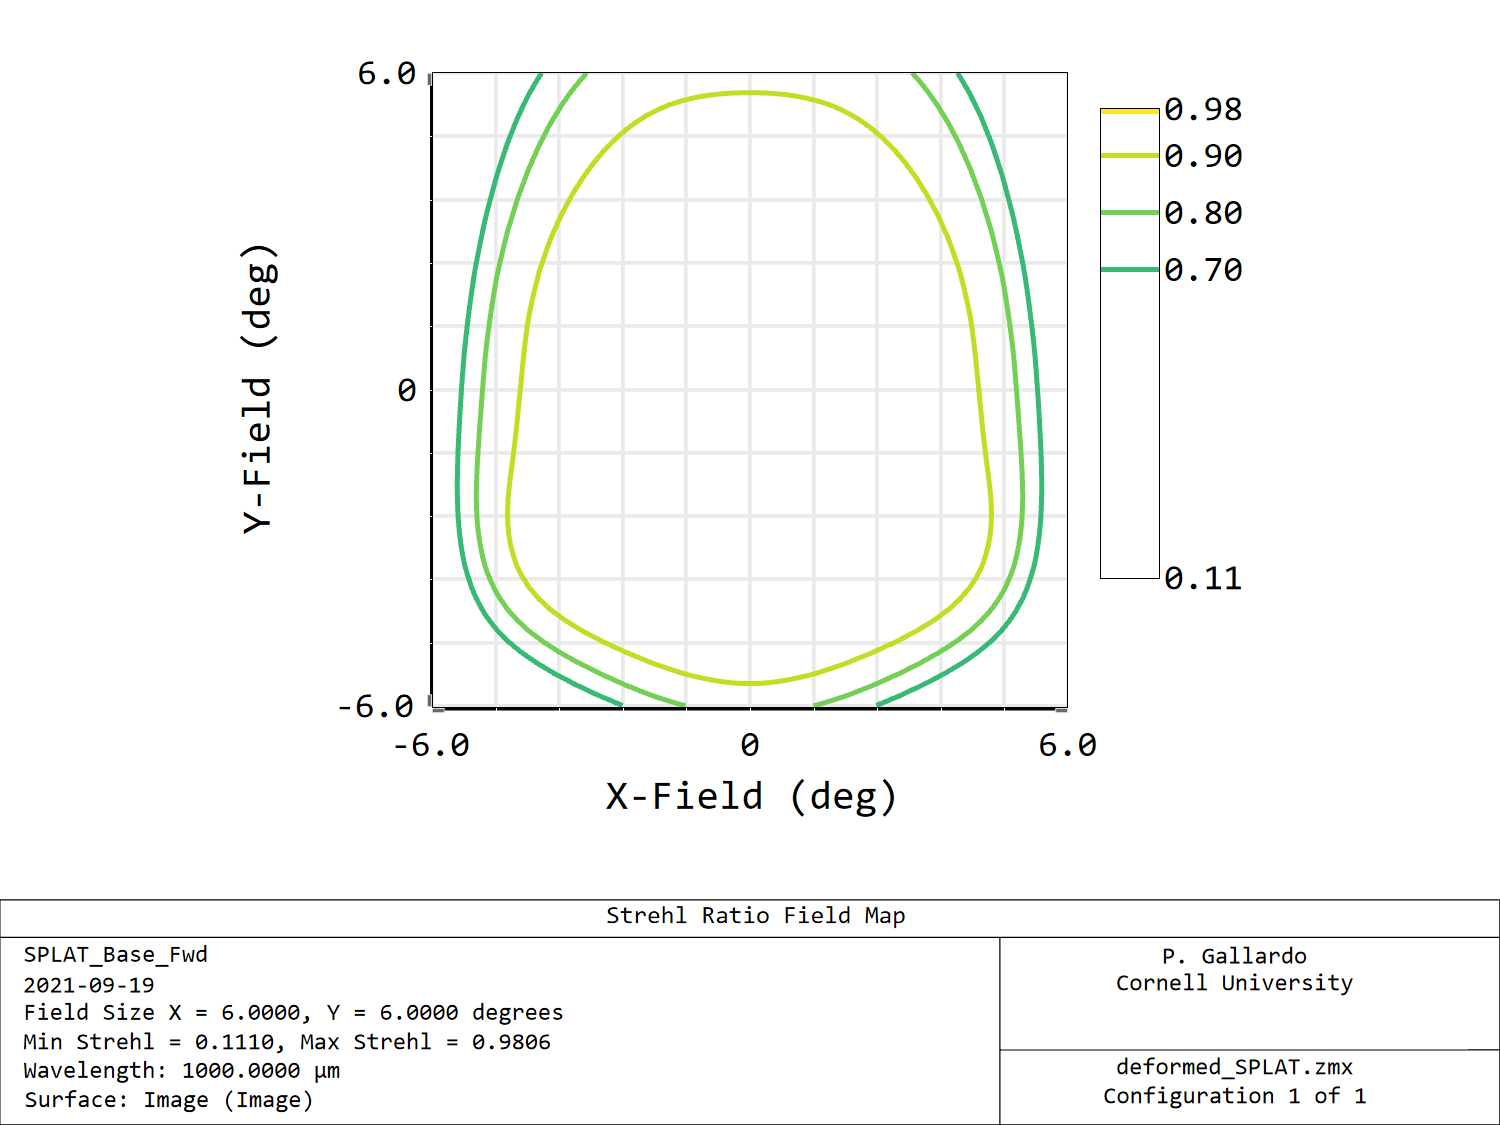 6.0
0
-6.0
Y-Field (deg)
-6.0 0 6.0
X-Field (deg)
0.98
0.90
0.80
0.70
0.11
Strehl Ratio Field Map
SPLAT_Base_Fwd
2021-09-19
Field Size X = 6.0000, Y = 6.0000 degrees
Min Strehl = 0.1110, Max Strehl = 0.9806
Wavelength: 1000.0000 µm
Surface: Image (Image)
P. Gallardo
Cornell University
deformed_SPLAT.zmx
Configuration 1 of 1